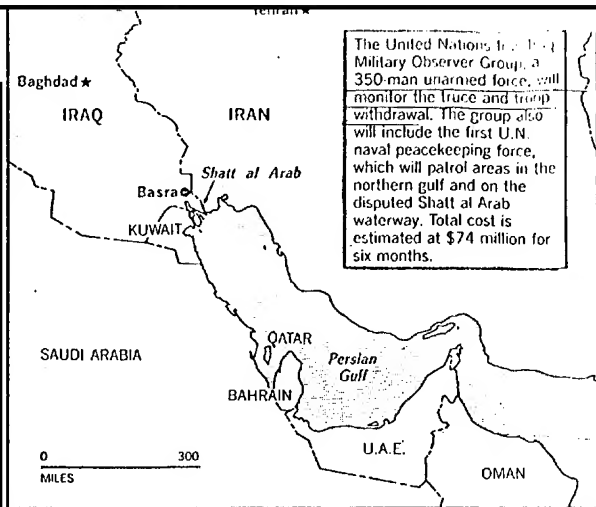 Tehran★
Baghdad★
IRAQ
IRAN
Shatt al Arab
Basra
KUWAIT
SAUDI ARABIA
QATAR
BAHRAIN
Persian
Gulf
U.A.E.
OMAN
0 300
MILES
The United Nations
Military Observer Group, a
350-man unarmed force, will
monitor the truce and troop
withdrawal. The group also
will include the first U.N.
naval peacekeeping force,
which will patrol areas in the
northern gulf and on the
disputed Shatt al Arab
waterway. Total cost is
estimated at $74 million for
six months.